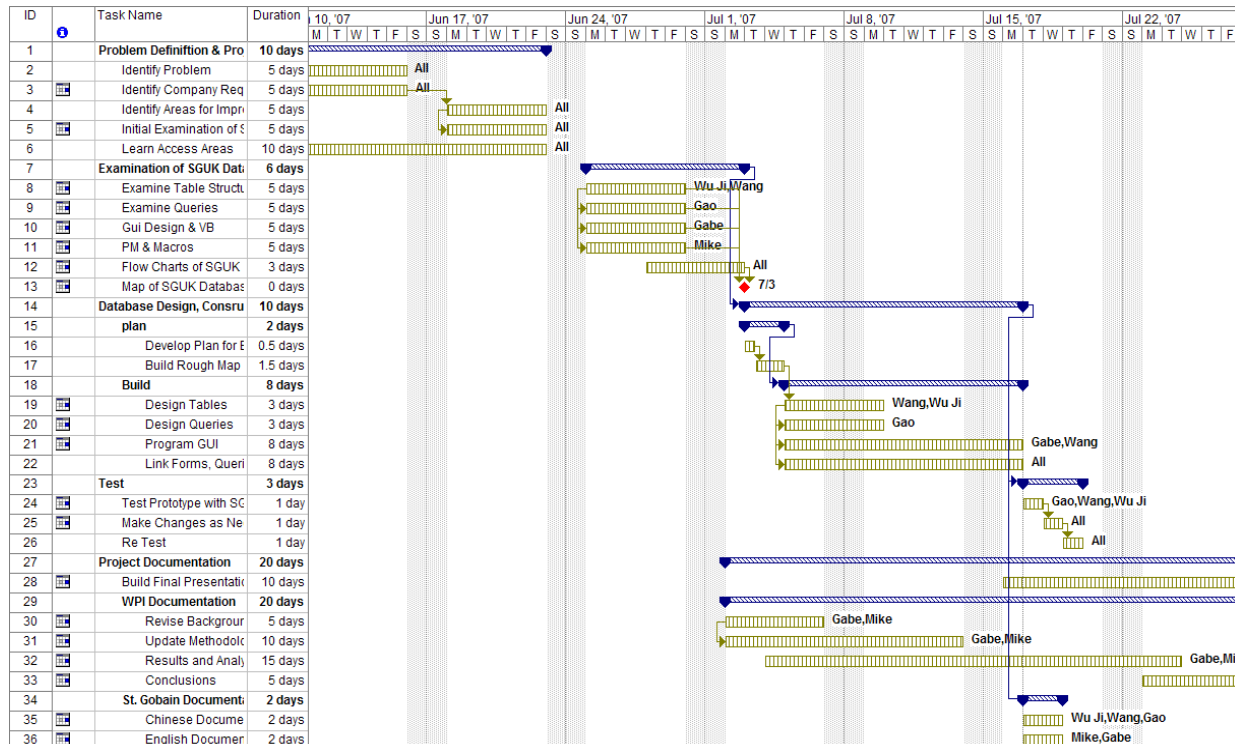 ID Task Name Duration n 10, '07 Jun 17, '07 Jun 24, '07 Jul 1, '07 Jul 8, '07 Jul 15, '07 Jul 22, '07
M T W T F S S M T W T F S S M T W T F S S M T W T F S S M T W T F S S M T W T F S S M T W T F
1 Problem Definiftion & Pro 10 days
2 Identify Problem 5 days All
3 Identify Company Req 5 days All
4 Identify Areas for Impr 5 days All
5 Initial Examination of S 5 days All
6 Learn Access Areas 10 days All
7 Examination of SGUK Data 6 days
8 Examine Table Structu 5 days Wu Ji,Wang
9 Examine Queries 5 days Gao
10 Gui Design & VB 5 days Gabe
11 PM & Macros 5 days Mike
12 Flow Charts of SGUK 3 days All
13 Map of SGUK Databas 0 days 7/3
14 Database Design, Consru 10 days
15 plan 2 days
16 Develop Plan for E 0.5 days
17 Build Rough Map 1.5 days
18 Build 8 days
19 Design Tables 3 days Wang,Wu Ji
20 Design Queries 3 days Gao
21 Program GUI 8 days Gabe,Wang
22 Link Forms, Queri 8 days All
23 Test 3 days
24 Test Prototype with SG 1 day Gao,Wang,Wu Ji
25 Make Changes as Ne 1 day All
26 Re Test 1 day All
27 Project Documentation 20 days
28 Build Final Presentatic 10 days
29 WPI Documentation 20 days
30 Revise Backgrour 5 days Gabe,Mike
31 Update Methodolc 10 days Gabe,Mike
32 Results and Analy 15 days Gabe,Mi
33 Conclusions 5 days
34 St. Gobain Documenta 2 days
35 Chinese Docume 2 days Wu Ji,Wang,Gao
36 English Documer 2 days Mike,Gabe